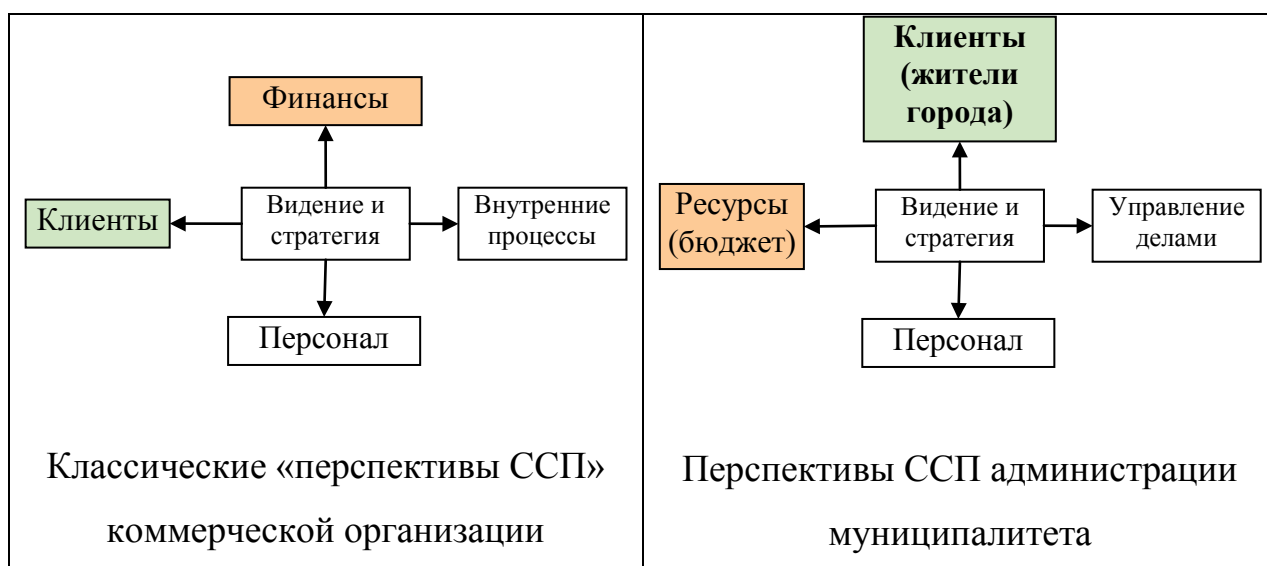 Финансы
Клиенты
Видение и
стратегия
Внутренние
процессы
Персонал
Классические «перспективы ССП»
коммерческой организации
Клиенты
(жители
города)
Ресурсы
(бюджет)
Видение и
стратегия
Управление
делами
Персонал
Перспективы ССП администрации
муниципалитета